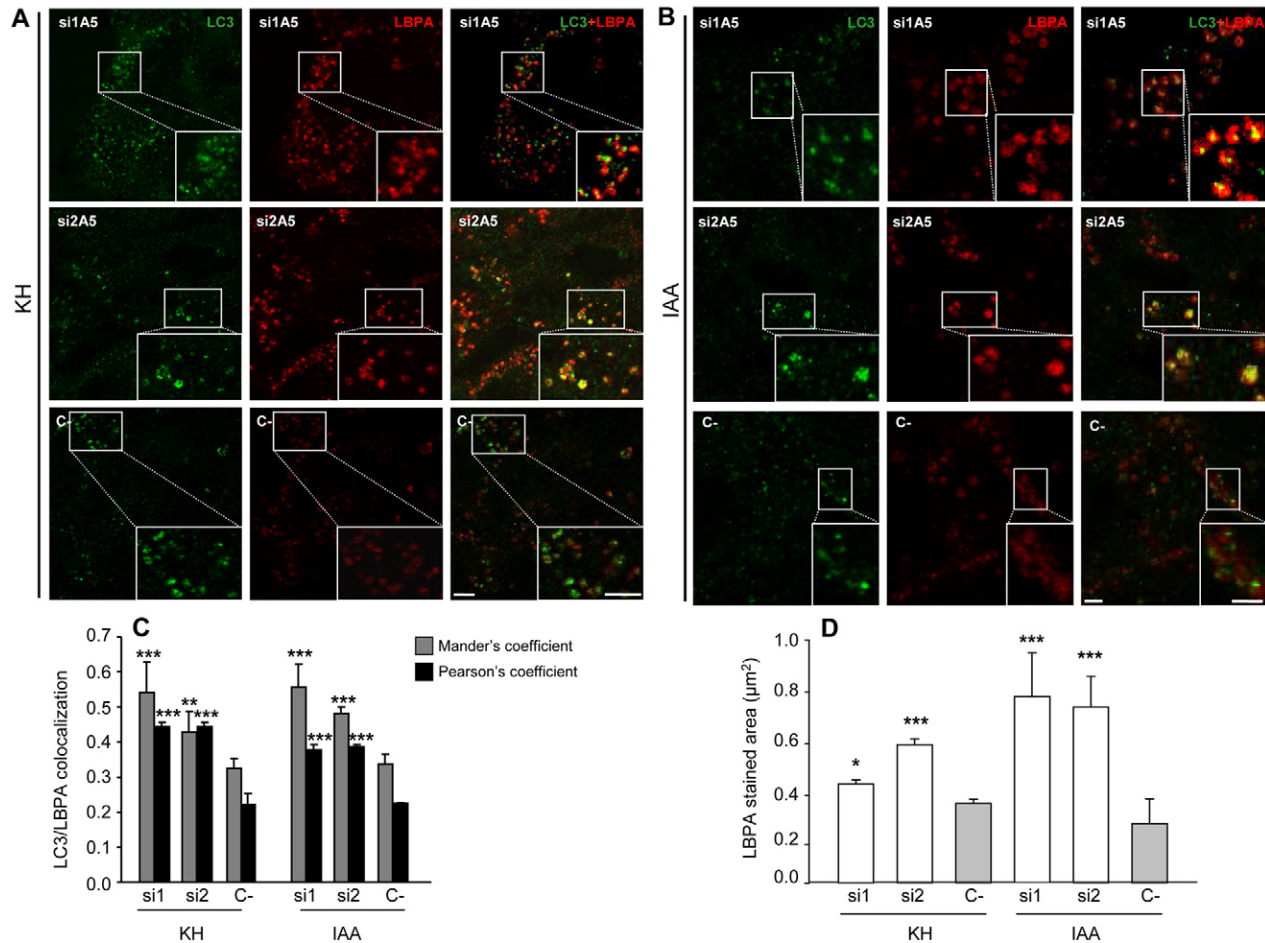 A
si1A5 LC3
si1A5 LBPA
si1A5 LC3+LBPA
si2A5
si2A5
si2A5
KH
C-
C-
C-
B
si1A5 LC3
si1A5 LBPA
si1A5 LC3+LBPA
si2A5
si2A5
si2A5
IAA
C-
C-
C-
C
LC3/LBPA colocalization
0.7
0.6
0.5
0.4
0.3
0.2
0.1
0.0
*** *** ** *** *** *** *** ***
Mander's coefficient
Pearson's coefficient
si1 si2 C- si1 si2 C-
KH IAA
D
LBPA stained area (µm²)
1.0
0.8
0.6
0.4
0.2
0.0
* *** *** ***
si1 si2 C- si1 si2 C-
KH IAA